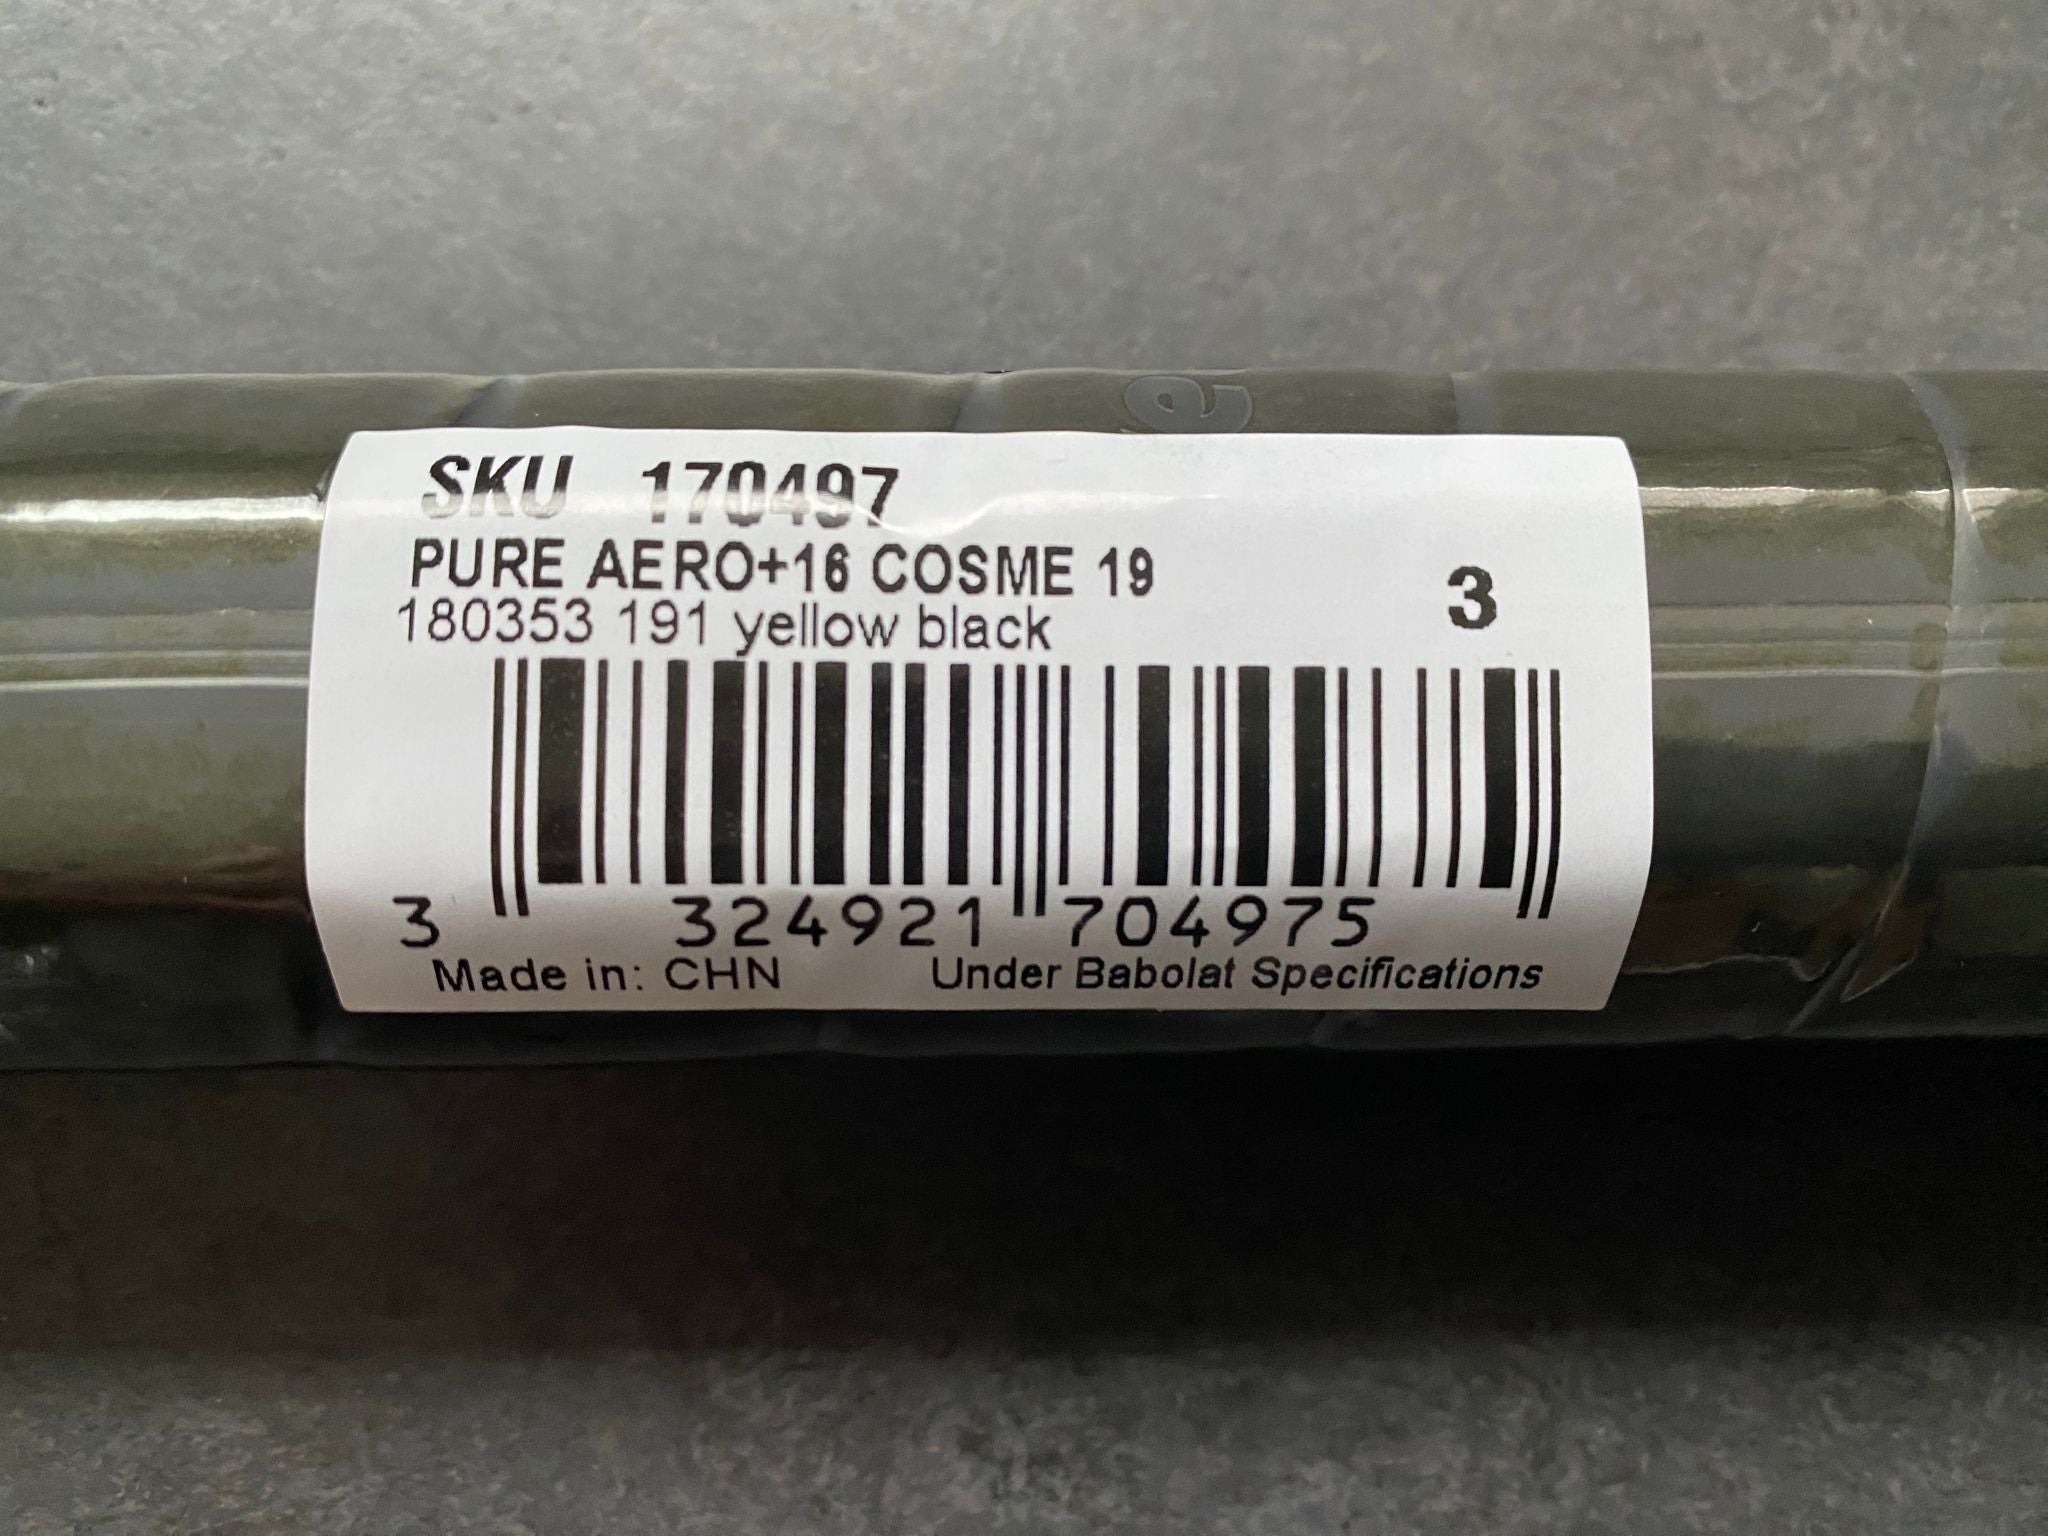 SKU 170497
PURE AERO+16 COSME 19
180353 191 yellow black
3
3 324921 704975
Made in: CHN Under Babolat Specifications